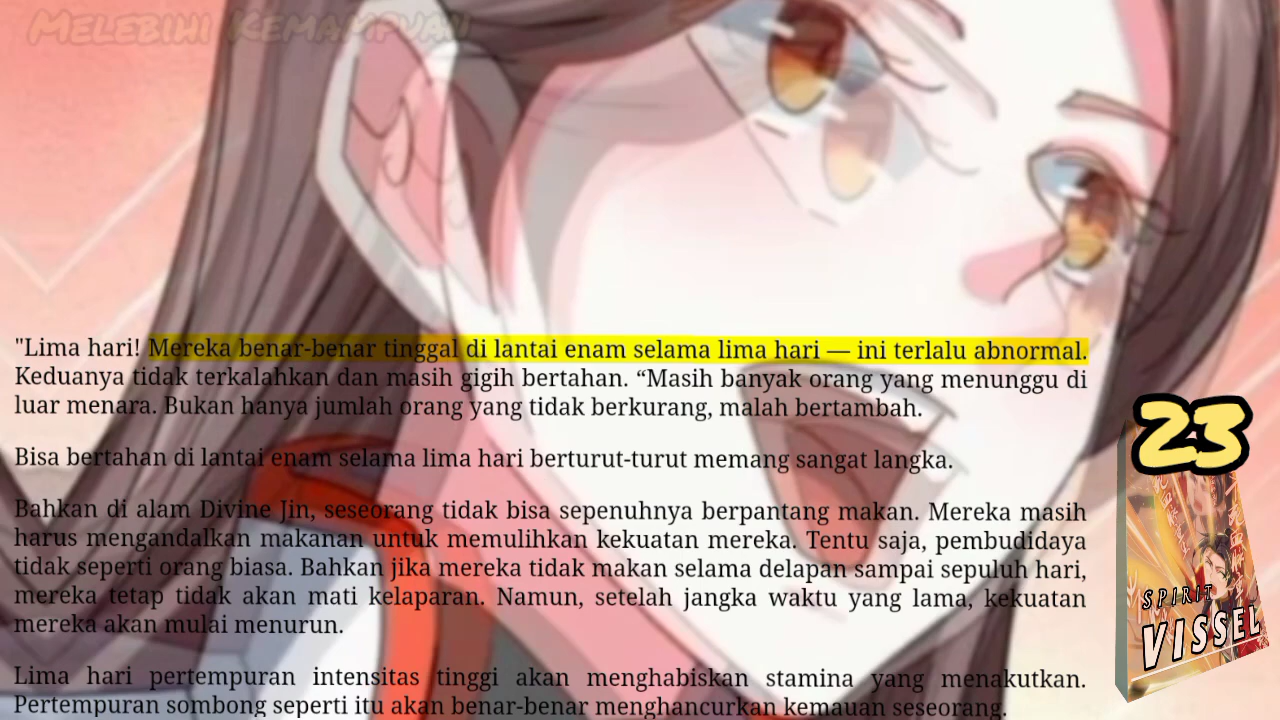 MELEBIHI KEMAMPUAN
"Lima hari! Mereka benar-benar tinggal di lantai enam selama lima hari — ini terlalu abnormal.
Keduanya tidak terkalahkan dan masih gigih bertahan. “Masih banyak orang yang menunggu di
luar menara. Bukan hanya jumlah orang yang tidak berkurang, malah bertambah.
Bisa bertahan di lantai enam selama lima hari berturut-turut memang sangat langka.
Bahkan di alam Divine Jin, seseorang tidak bisa sepenuhnya berpantang makan. Mereka masih
harus mengandalkan makanan untuk memulihkan kekuatan mereka. Tentu saja, pembudidaya
tidak seperti orang biasa. Bahkan jika mereka tidak makan selama delapan sampai sepuluh hari,
mereka tetap tidak akan mati kelaparan. Namun, setelah jangka waktu yang lama, kekuatan
mereka akan mulai menurun.
Lima hari pertempuran intensitas tinggi akan menghabiskan stamina yang menakutkan.
Pertempuran sombong seperti itu akan benar-benar menghancurkan kemauan seseorang.
23
SPIRIT
VISSEL